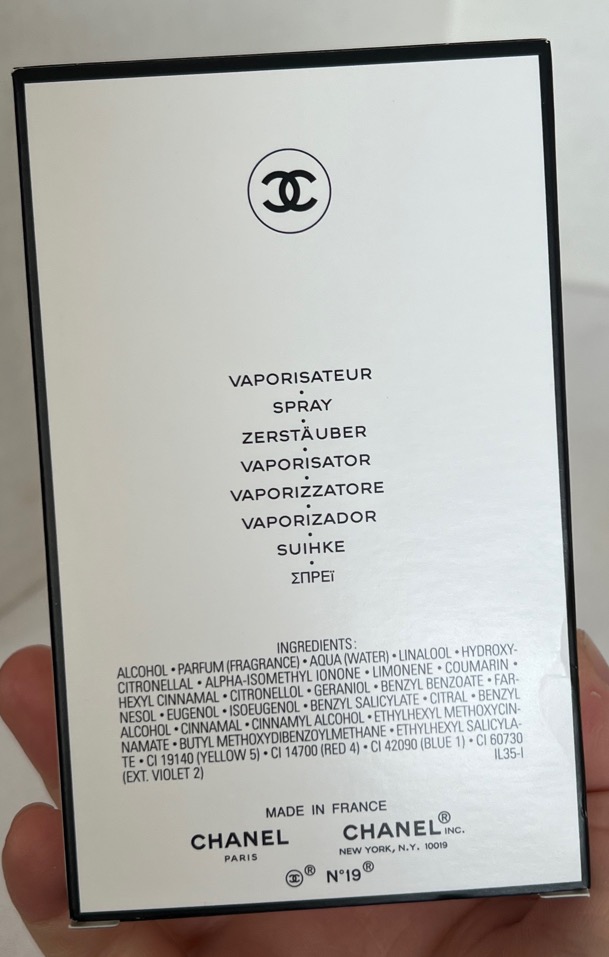 VAPORISATEUR
•
SPRAY
•
ZERSTÄUBER
•
VAPORISATOR
•
VAPORIZZATORE
•
VAPORIZADOR
•
SUIHKE
•
ΣΠΡΕΪ
INGREDIENTS:
ALCOHOL • PARFUM (FRAGRANCE) • AQUA (WATER) • LINALOOL • HYDROXY-
CITRONELLAL • ALPHA-ISOMETHYL IONONE • LIMONENE • COUMARIN •
HEXYL CINNAMAL • CITRONELLOL • GERANIOL • BENZYL BENZOATE • FAR-
NESOL • EUGENOL • ISOEUGENOL • BENZYL SALICYLATE • CITRAL • BENZYL
ALCOHOL • CINNAMAL • CINNAMYL ALCOHOL • ETHYLHEXYL METHOXYCIN-
NAMATE • BUTYL METHOXYDIBENZOYLMETHANE • ETHYLHEXYL SALICYLA-
TE • CI 19140 (YELLOW 5) • CI 14700 (RED 4) • CI 42090 (BLUE 1) • CI 60730
(EXT. VIOLET 2) IL35-I
MADE IN FRANCE
CHANEL CHANEL® INC.
PARIS NEW YORK, N.Y. 10019
® N°19®